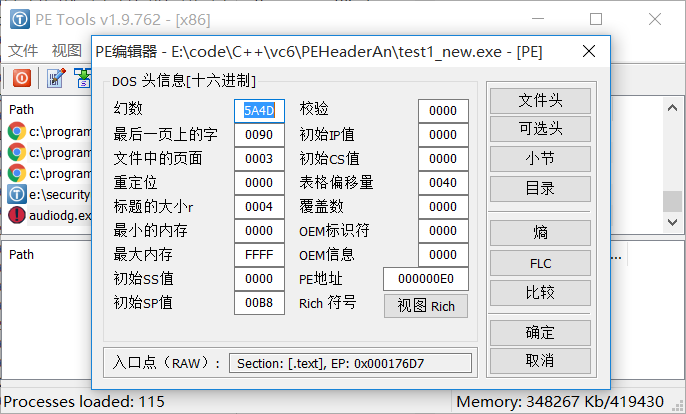 PE Tools v1.9.762 - [x86]
文件 视图
Path
c:\program
c:\program
c:\program
e:\security
audiodg.ex
Path
...
PE编辑器 - E:\code\C++\vc6\PEHeaderAn\test1_new.exe - [PE]
DOS 头信息[十六进制]
幻数 5A4D 校验 0000
最后一页上的字 0090 初始IP值 0000
文件中的页面 0003 初始CS值 0000
重定位 0000 表格偏移量 0040
标题的大小r 0004 覆盖数 0000
最小的内存 0000 OEM标识符 0000
最大内存 FFFF OEM信息 0000
初始SS值 0000 PE地址 000000E0
初始SP值 00B8 Rich 符号 视图 Rich
入口点（RAW）: Section: [.text], EP: 0x000176D7
文件头
可选头
小节
目录
熵
FLC
比较
确定
取消
Processes loaded: 115 Memory: 348267 Kb/419430